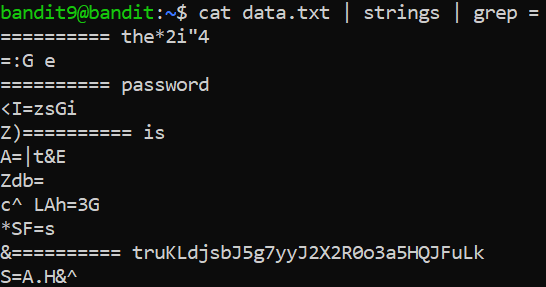 bandit9@bandit:~$ cat data.txt | strings | grep =
========== the*2i"4
=:G e
========== password
<I=zsGi
Z)========== is
A=|t&E
Zdb=
c^ LAh=3G
*SF=s
&========== truKLdjsbJ5g7yyJ2X2R0o3a5HQJFuLk
S=A.H&^